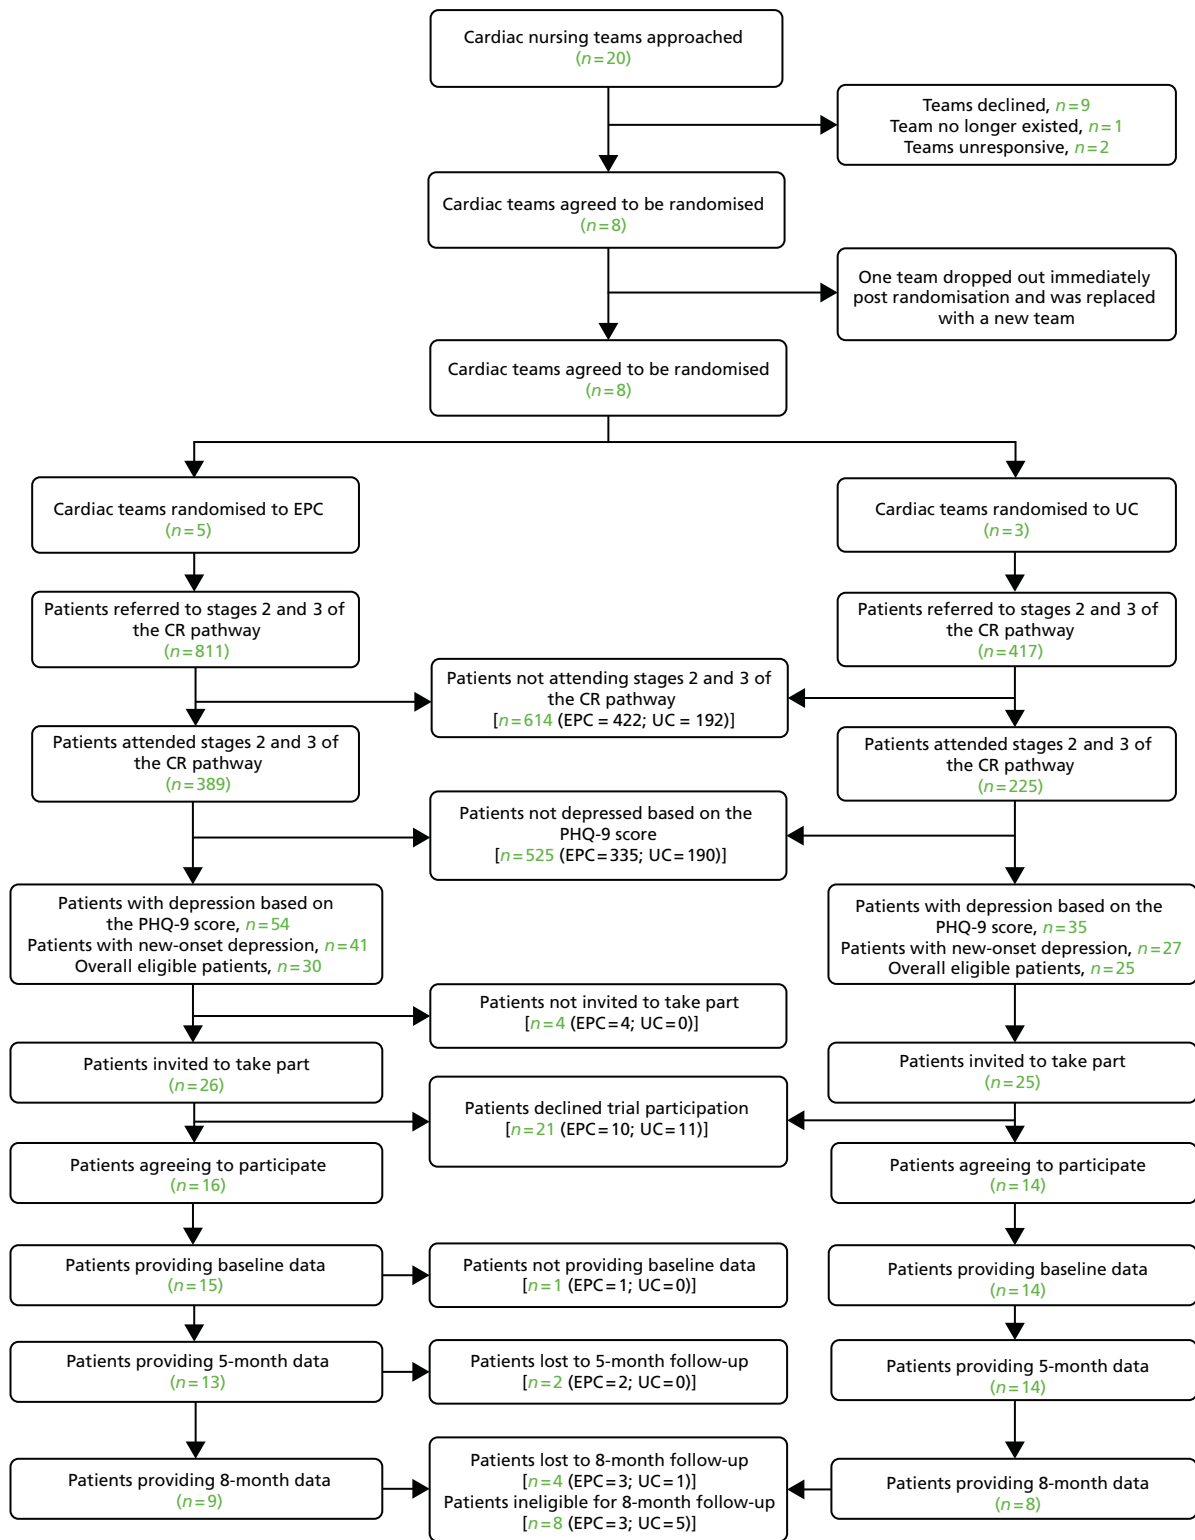 Cardiac nursing teams approached
(n=20)
Teams declined, n=9
Team no longer existed, n=1
Teams unresponsive, n=2
Cardiac teams agreed to be randomised
(n=8)
One team dropped out immediately
post randomisation and was replaced
with a new team
Cardiac teams agreed to be randomised
(n=8)
Cardiac teams randomised to EPC
(n=5)
Cardiac teams randomised to UC
(n=3)
Patients referred to stages 2 and 3 of
the CR pathway
(n=811)
Patients referred to stages 2 and 3 of
the CR pathway
(n=417)
Patients not attending stages 2 and 3 of
the CR pathway
[n=614 (EPC = 422; UC = 192)]
Patients attended stages 2 and 3 of
the CR pathway
(n=389)
Patients attended stages 2 and 3 of
the CR pathway
(n=225)
Patients not depressed based on the
PHQ-9 score
[n=525 (EPC=335; UC=190)]
Patients with depression based on
the PHQ-9 score, n=54
Patients with new-onset depression, n=41
Overall eligible patients, n=30
Patients with depression based on the
PHQ-9 score, n=35
Patients with new-onset depression, n=27
Overall eligible patients, n=25
Patients not invited to take part
[n=4 (EPC=4; UC=0)]
Patients invited to take part
(n=26)
Patients invited to take part
(n=25)
Patients declined trial participation
[n=21 (EPC=10; UC=11)]
Patients agreeing to participate
(n=16)
Patients agreeing to participate
(n=14)
Patients providing baseline data
(n=15)
Patients not providing baseline data
[n=1 (EPC=1; UC=0)]
Patients providing baseline data
(n=14)
Patients providing 5-month data
(n=13)
Patients lost to 5-month follow-up
[n=2 (EPC=2; UC=0)]
Patients providing 5-month data
(n=14)
Patients providing 8-month data
(n=9)
Patients lost to 8-month follow-up
[n=4 (EPC=3; UC=1)]
Patients ineligible for 8-month follow-up
[n=8 (EPC=3; UC=5)]
Patients providing 8-month data
(n=8)